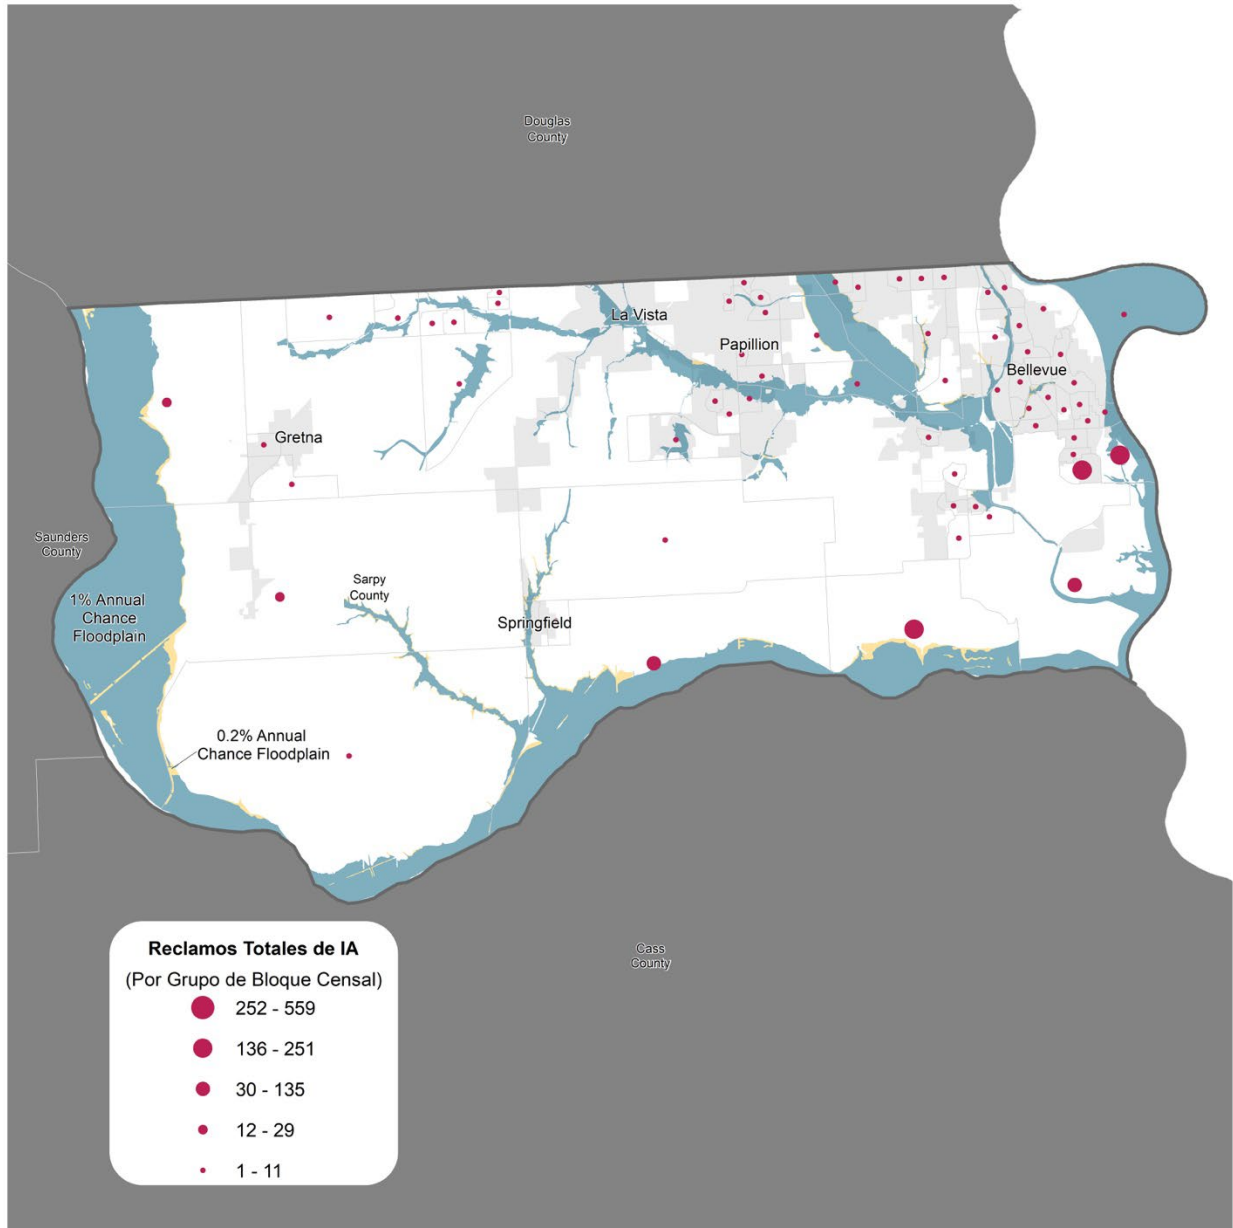 Douglas
County
La Vista
Papillion
Bellevue
Gretna
Saunders
County
Sarpy
County
1% Annual
Chance
Floodplain
Springfield
0.2% Annual
Chance Floodplain
Cass
County
Reclamos Totales de IA
(Por Grupo de Bloque Censal)
252 - 559
136 - 251
30 - 135
12 - 29
1 - 11